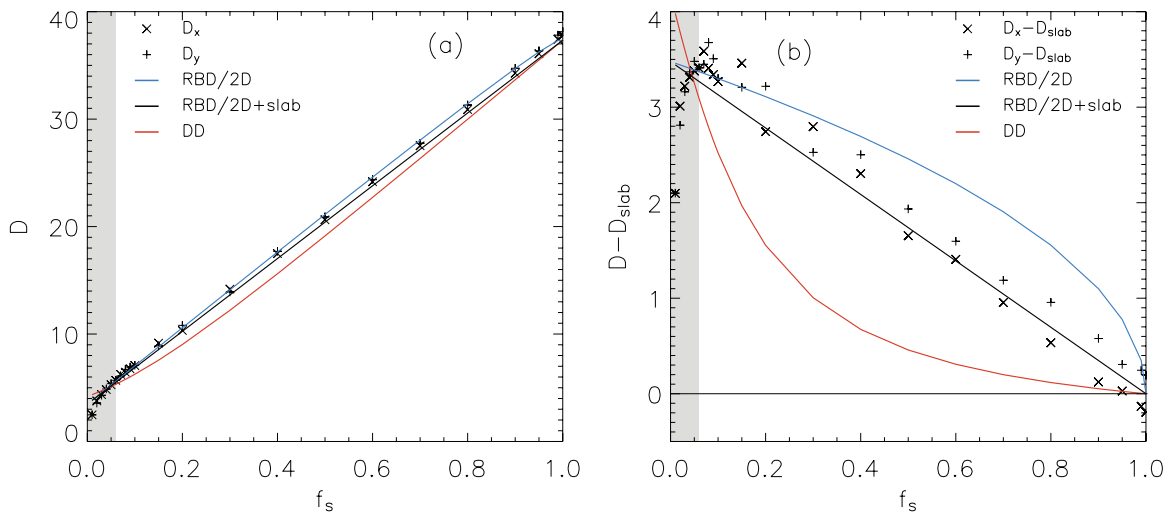 (a)
D_x
D_y
RBD/2D
RBD/2D+slab
DD
40
30
20
10
0
D
0.0 0.2 0.4 0.6 0.8 1.0
f_s
(b)
D_x−D_slab
D_y−D_slab
RBD/2D
RBD/2D+slab
DD
4
3
2
1
0
D−D_slab
0.0 0.2 0.4 0.6 0.8 1.0
f_s